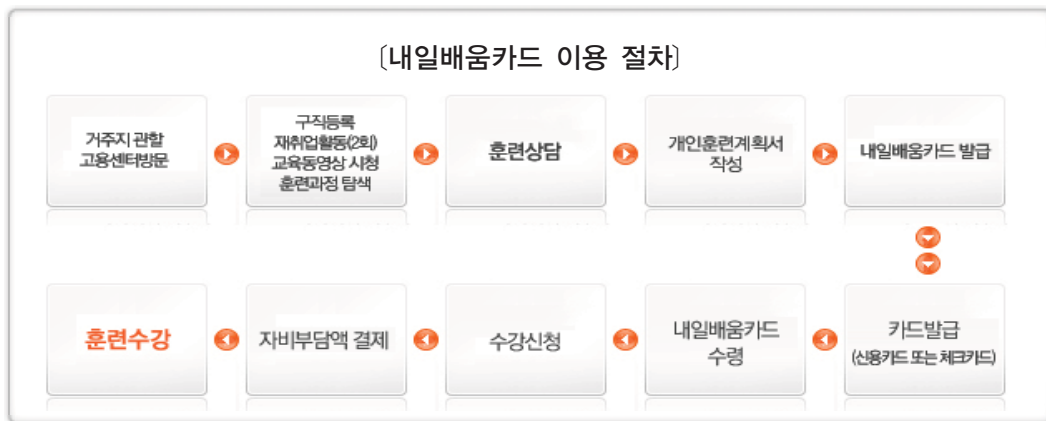 〔내일배움카드 이용 절차〕
거주지 관할
고용센터방문
구직등록
재취업활동(2회)
교육동영상 시청
훈련과정 탐색
훈련상담
개인훈련계획서
작성
내일배움카드 발급
카드발급
(신용카드 또는 체크카드)
내일배움카드
수령
수강신청
자비부담액 결제
훈련수강